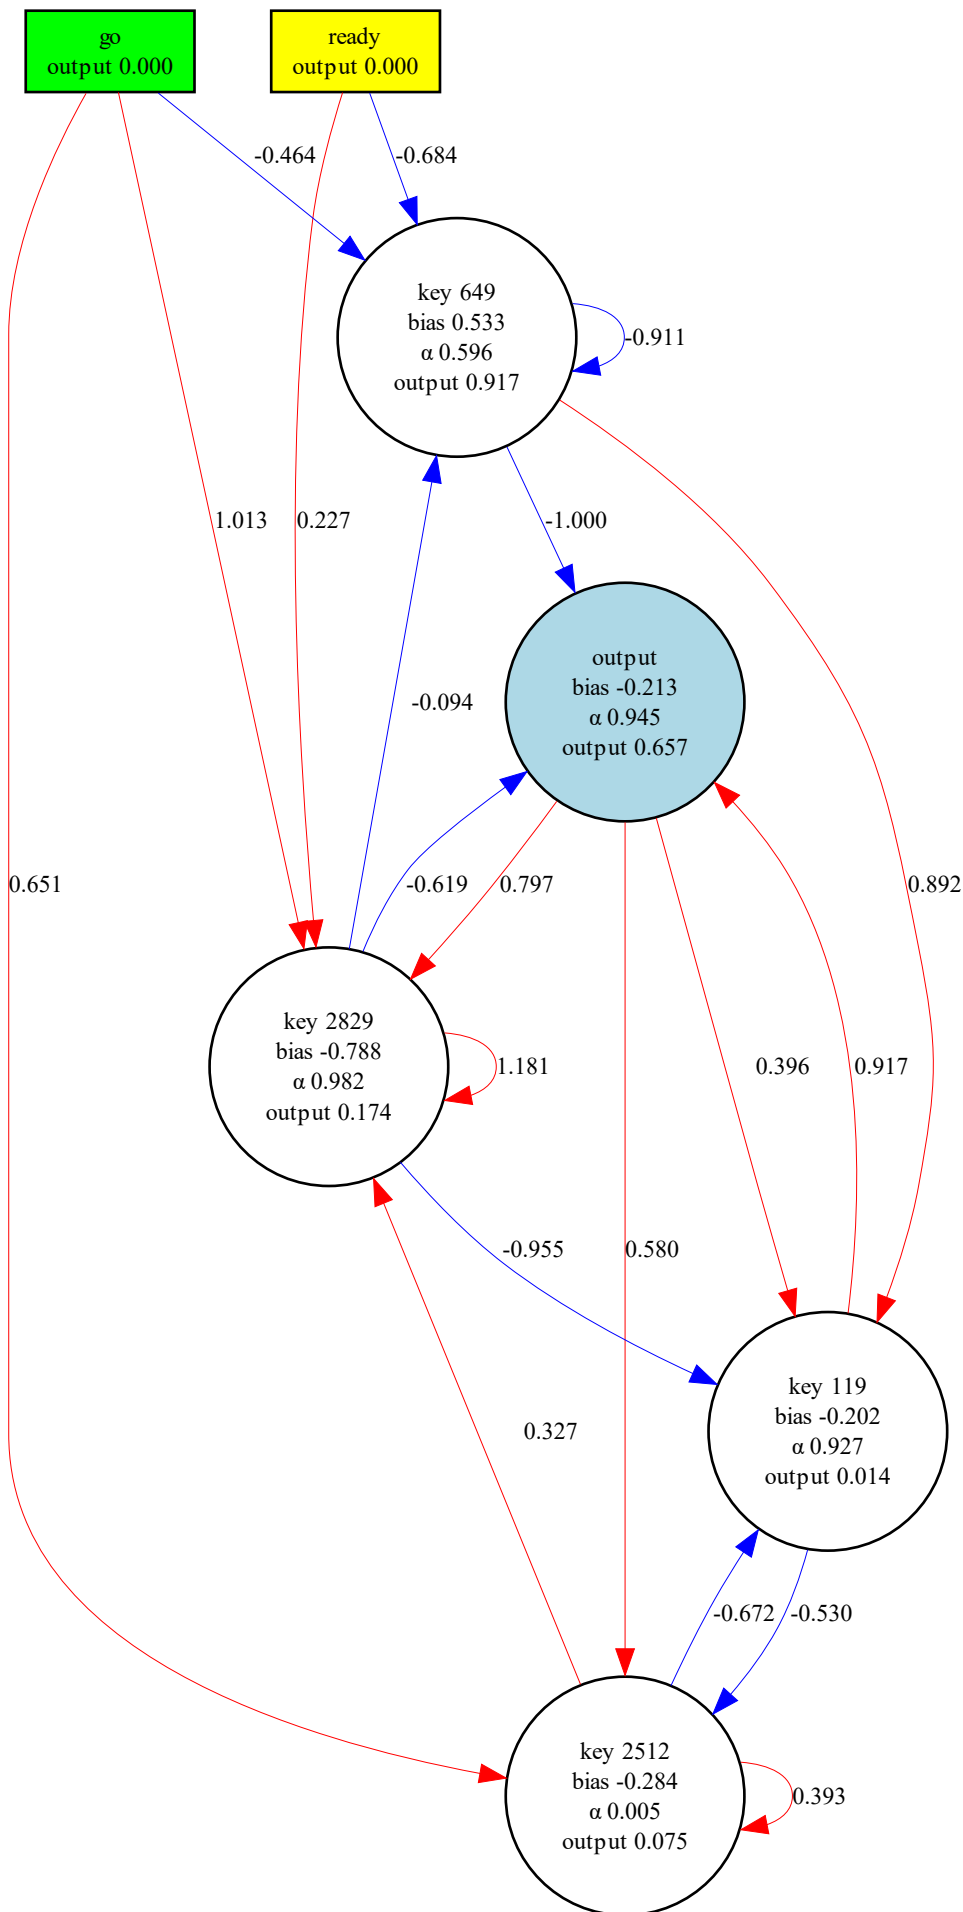 go
output 0.000
ready
output 0.000
-0.464
-0.684
key 649
bias 0.533
α 0.596
output 0.917
-0.911
1.013
0.227
-1.000
output
bias -0.213
α 0.945
output 0.657
-0.094
0.651
-0.619
0.797
0.892
key 2829
bias -0.788
α 0.982
output 0.174
1.181
0.396
0.917
-0.955
0.580
key 119
bias -0.202
α 0.927
output 0.014
0.327
-0.672
-0.530
key 2512
bias -0.284
α 0.005
output 0.075
0.393